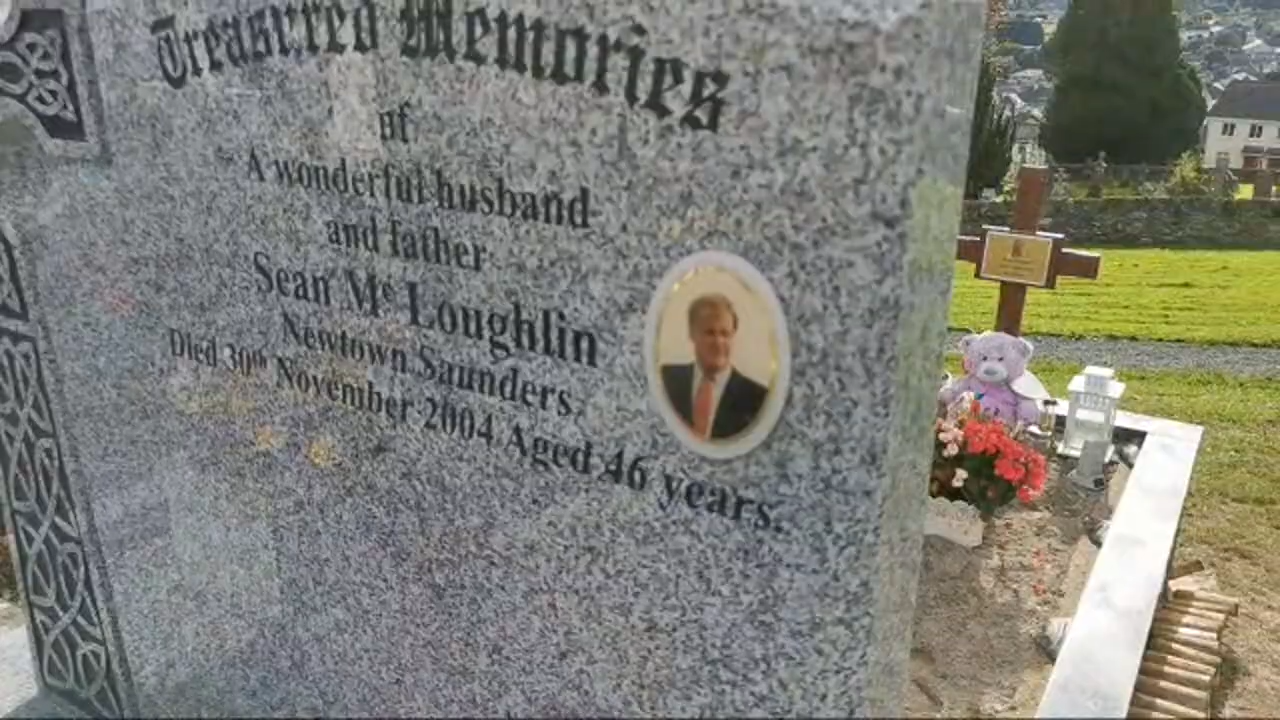 Treasured Memories
of
A wonderful husband
and father
Sean Mc Loughlin
Newtown Saunders.
Died 30th November 2004 Aged 46 years.